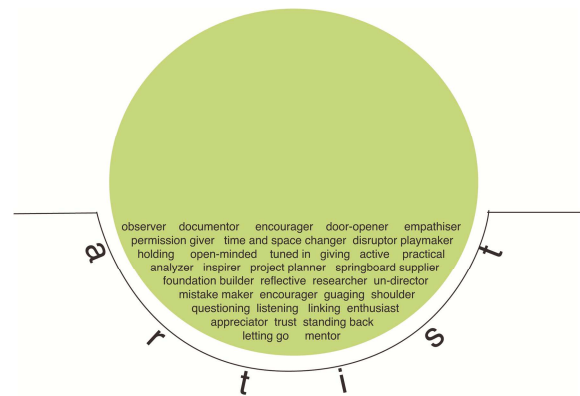 observer documentor encourager door-opener empathiser
permission giver time and space changer disruptor playmaker
holding open-minded tuned in giving active practical
analyzer inspirer project planner springboard supplier
foundation builder reflective researcher un-director
mistake maker encourager guaging shoulder
questioning listening linking enthusiast
appreciator trust standing back
letting go mentor
artist